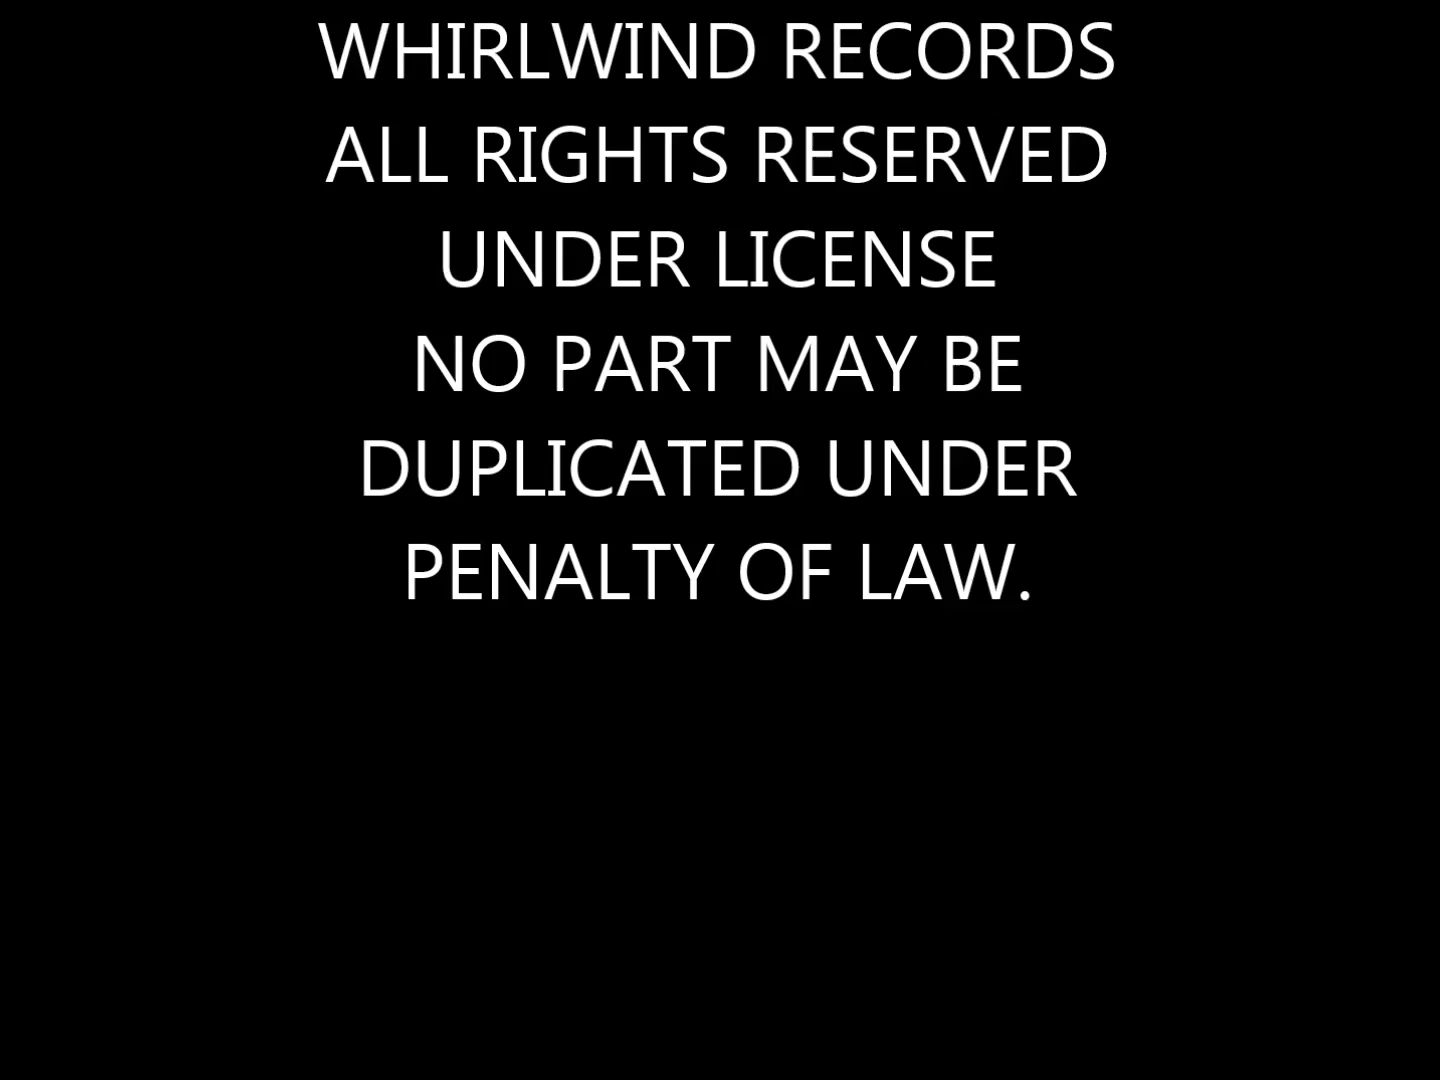 WHIRLWIND RECORDS
ALL RIGHTS RESERVED
UNDER LICENSE
NO PART MAY BE
DUPLICATED UNDER
PENALTY OF LAW.